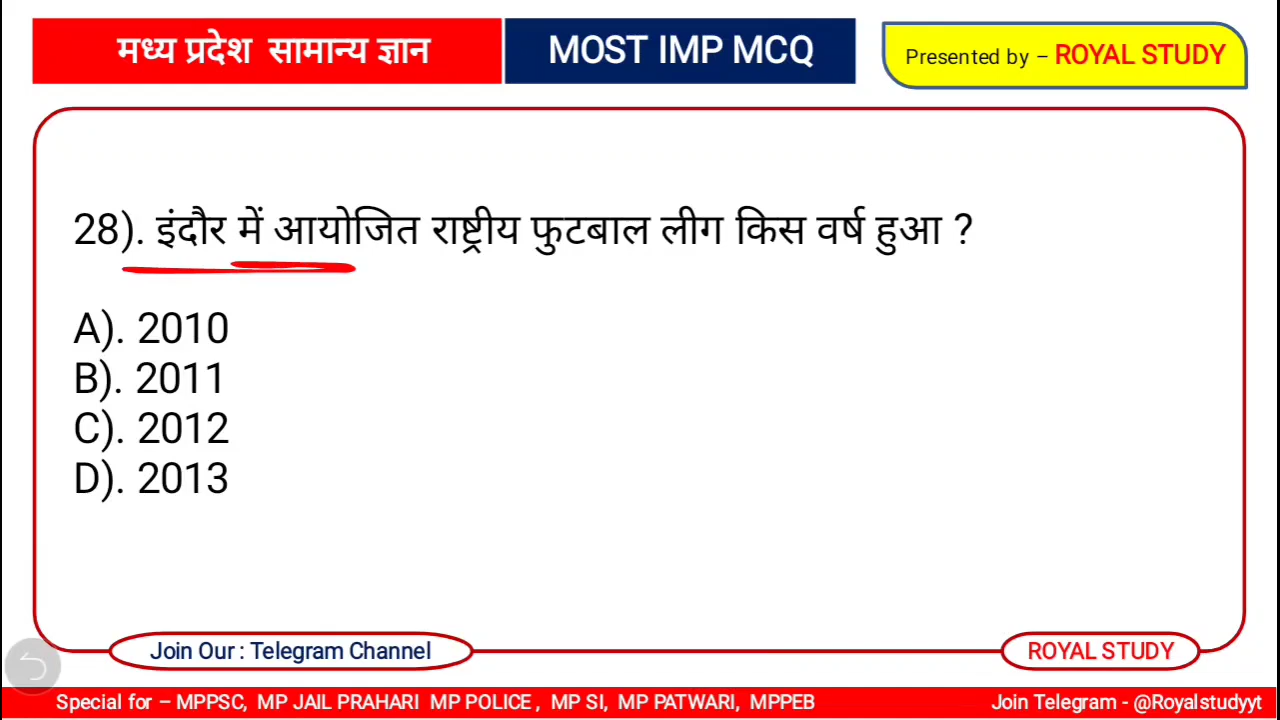 मध्य प्रदेश सामान्य ज्ञान
MOST IMP MCQ
Presented by – ROYAL STUDY
28). इंदौर में आयोजित राष्ट्रीय फुटबाल लीग किस वर्ष हुआ ?
A). 2010
B). 2011
C). 2012
D). 2013
Join Our : Telegram Channel
ROYAL STUDY
Special for – MPPSC, MP JAIL PRAHARI MP POLICE , MP SI, MP PATWARI, MPPEB
Join Telegram - @Royalstudyyt